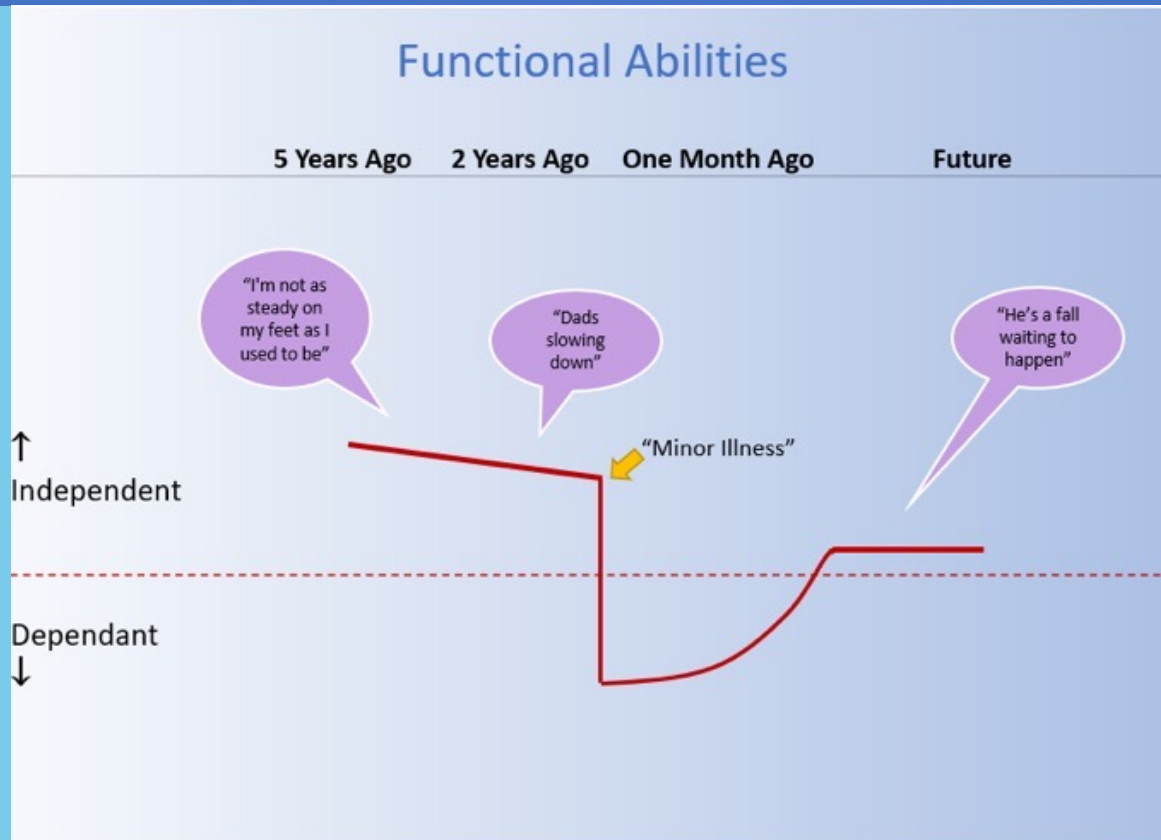 Functional Abilities
5 Years Ago 2 Years Ago One Month Ago Future
“I'm not as
steady on
my feet as I
used to be”
“Dads
slowing
down”
“He’s a fall
waiting to
happen”
“Minor Illness”
↑
Independent
Dependant
↓